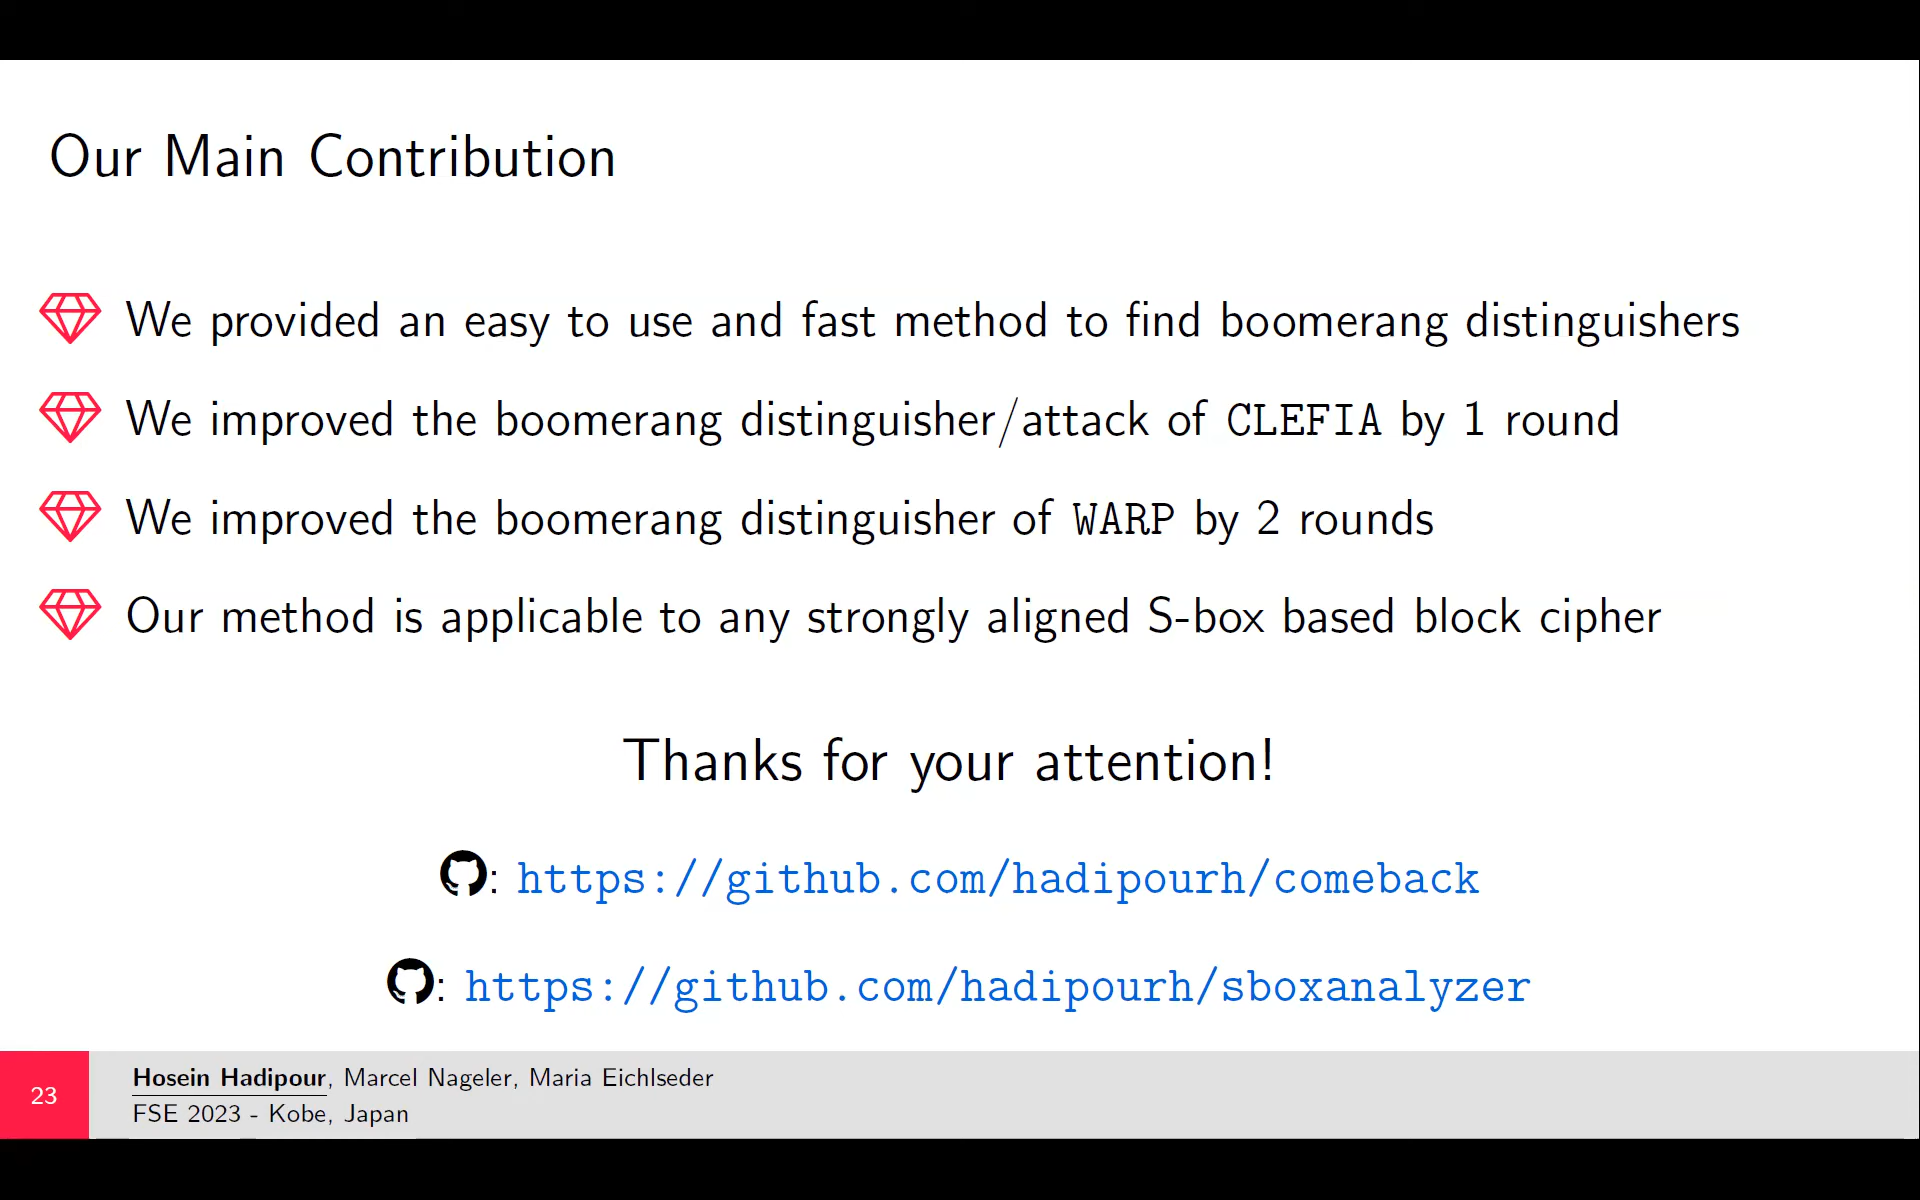 Our Main Contribution
We provided an easy to use and fast method to find boomerang distinguishers
We improved the boomerang distinguisher/attack of CLEFIA by 1 round
We improved the boomerang distinguisher of WARP by 2 rounds
Our method is applicable to any strongly aligned S-box based block cipher
Thanks for your attention!
: https://github.com/hadipourh/comeback
: https://github.com/hadipourh/sboxanalyzer
23
Hosein Hadipour, Marcel Nageler, Maria Eichlseder
FSE 2023 - Kobe, Japan